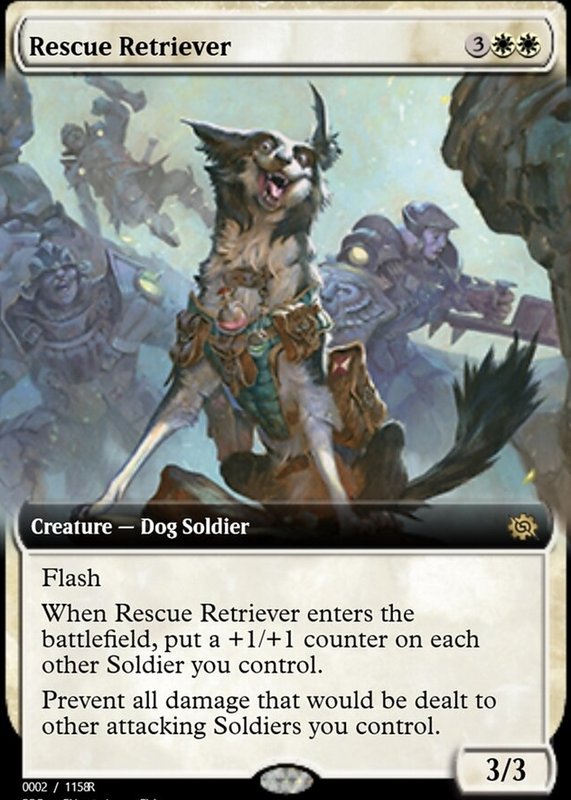 Rescue Retriever 3
Creature — Dog Soldier
Flash
When Rescue Retriever enters the
battlefield, put a +1/+1 counter on each
other Soldier you control.
Prevent all damage that would be dealt to
other attacking Soldiers you control.
3/3
0002 / 1158R